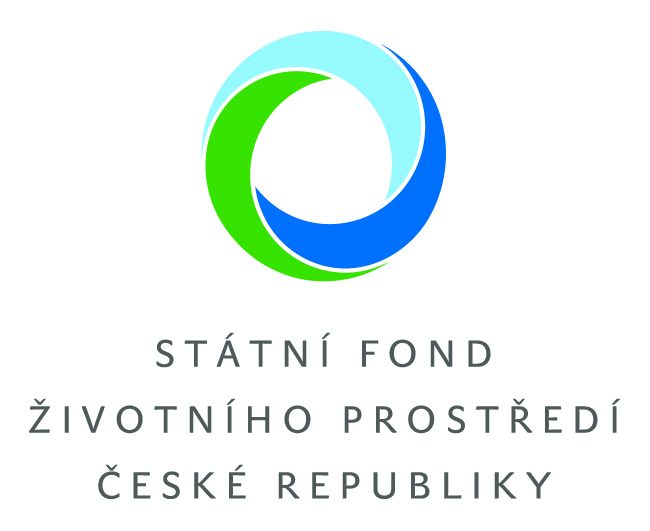 STÁTNÍ FOND
ŽIVOTNÍHO PROSTŘEDÍ
ČESKÉ REPUBLIKY